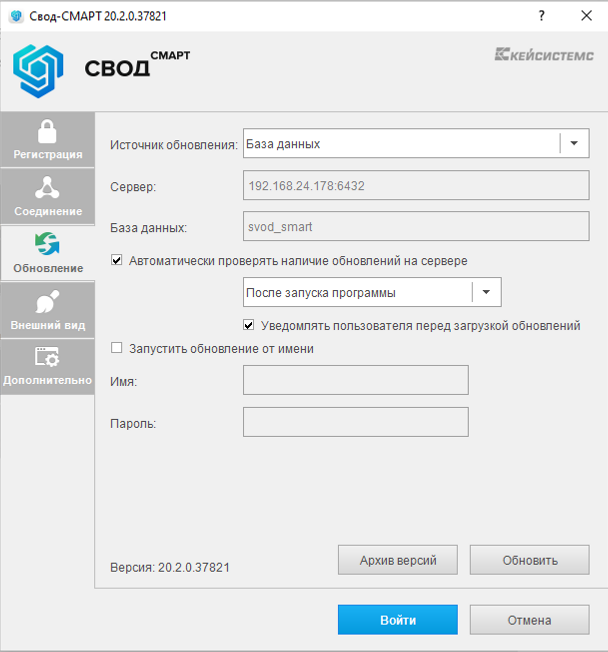 Свод-СМАРТ 20.2.0.37821
?
СВОД СМАРТ
КЕЙСИСТЕМС
Регистрация
Соединение
Обновление
Внешний вид
Дополнительно
Источник обновления: База данных
Сервер: 192.168.24.178:6432
База данных: svod_smart
Автоматически проверять наличие обновлений на сервере
После запуска программы
Уведомлять пользователя перед загрузкой обновлений
Запустить обновление от имени
Имя:
Пароль:
Версия: 20.2.0.37821
Архив версий
Обновить
Войти
Отмена